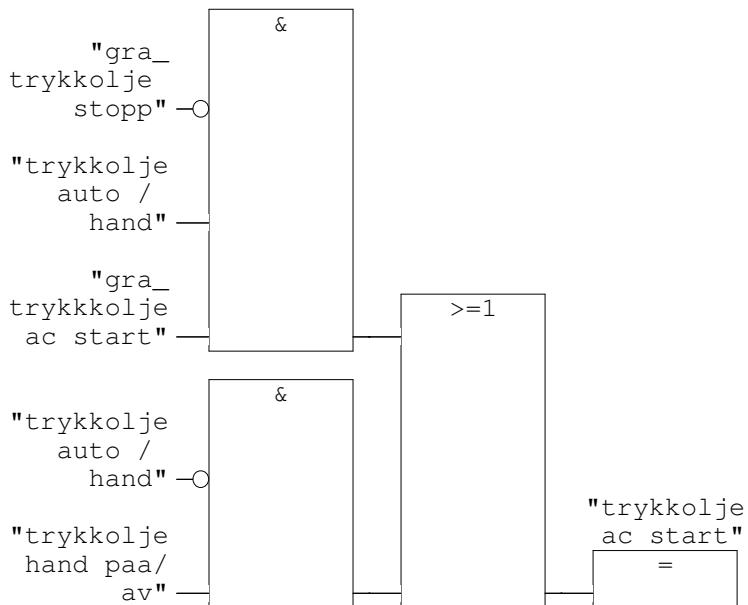 &
"gra_
trykkolje
stopp"
"trykkolje
auto /
hand"
"gra_
trykkkolje
ac start"
>=1
&
"trykkolje
auto /
hand"
"trykkolje
hand paa/
av"
"trykkolje
ac start"
=